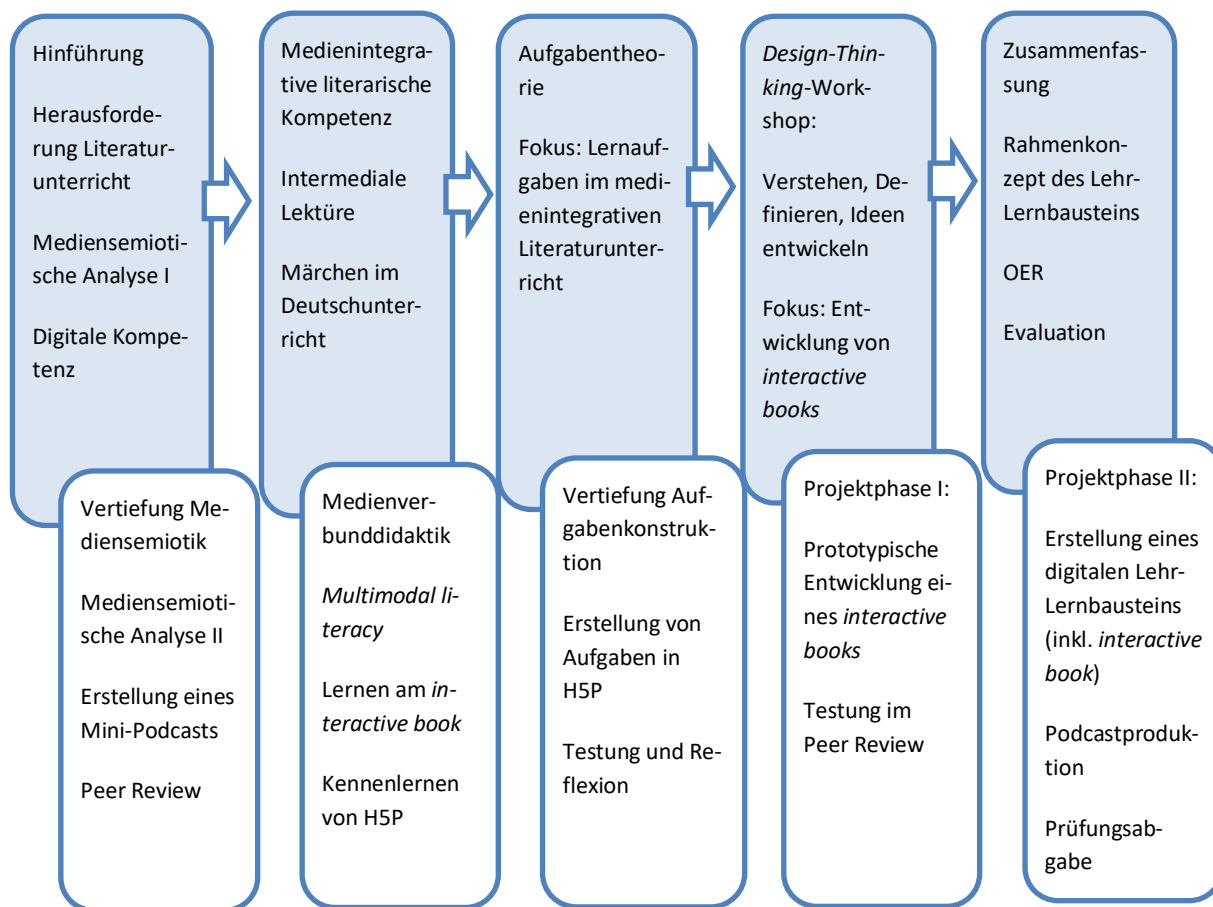 Hinführung
Herausforde-
rung Literatur-
unterricht
Mediensemioti-
sche Analyse I
Digitale Kompe-
tenz
Vertiefung Me-
diensemiotik
Mediensemioti-
sche Analyse II
Erstellung eines
Mini-Podcasts
Peer Review
Medienintegra-
tive literarische
Kompetenz
Intermediale
Lektüre
Märchen im
Deutschunter-
richt
Medienver-
bunddidaktik
Multimodal li-
teracy
Lernen am in-
teractive book
Kennenlernen
von H5P
Aufgabentheo-
rie
Fokus: Lernauf-
gaben im medi-
enintegrativen
Literaturunter-
richt
Vertiefung Auf-
gabenkonstruk-
tion
Erstellung von
Aufgaben in
H5P
Testung und Re-
flexion
Design-Thin-
king-Work-
shop:
Verstehen, De-
finieren, Ideen
entwickeln
Fokus: Ent-
wicklung von
interactive
books
Projektphase I:
Prototypische
Entwicklung ei-
nes interactive
books
Testung im
Peer Review
Zusammenfas-
sung
Rahmenkon-
zept des Lehr-
Lernbausteins
OER
Evaluation
Projektphase II:
Erstellung eines
digitalen Lehr-
Lernbausteins
(inkl. interactive
book)
Podcastproduk-
tion
Prüfungsab-
gabe